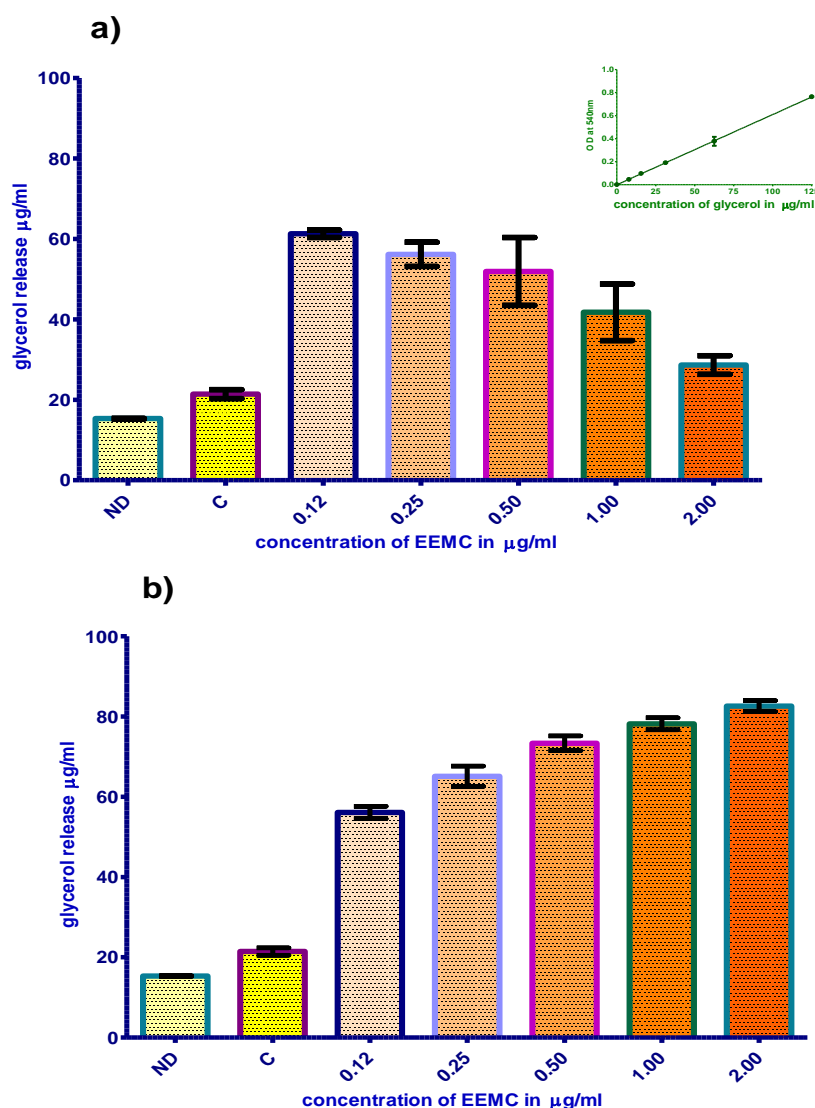 a)
glycerol release µg/ml
100
80
60
40
20
0
ND
C
0.12
0.25
0.50
1.00
2.00
concentration of EEMC in µg/ml
OD at 540nm
1.0
0.8
0.6
0.4
0.2
0.0
0
25
50
75
100
125
concentration of glycerol in µg/ml
b)
glycerol release µg/ml
100
80
60
40
20
0
ND
C
0.12
0.25
0.50
1.00
2.00
concentration of EEMC in µg/ml